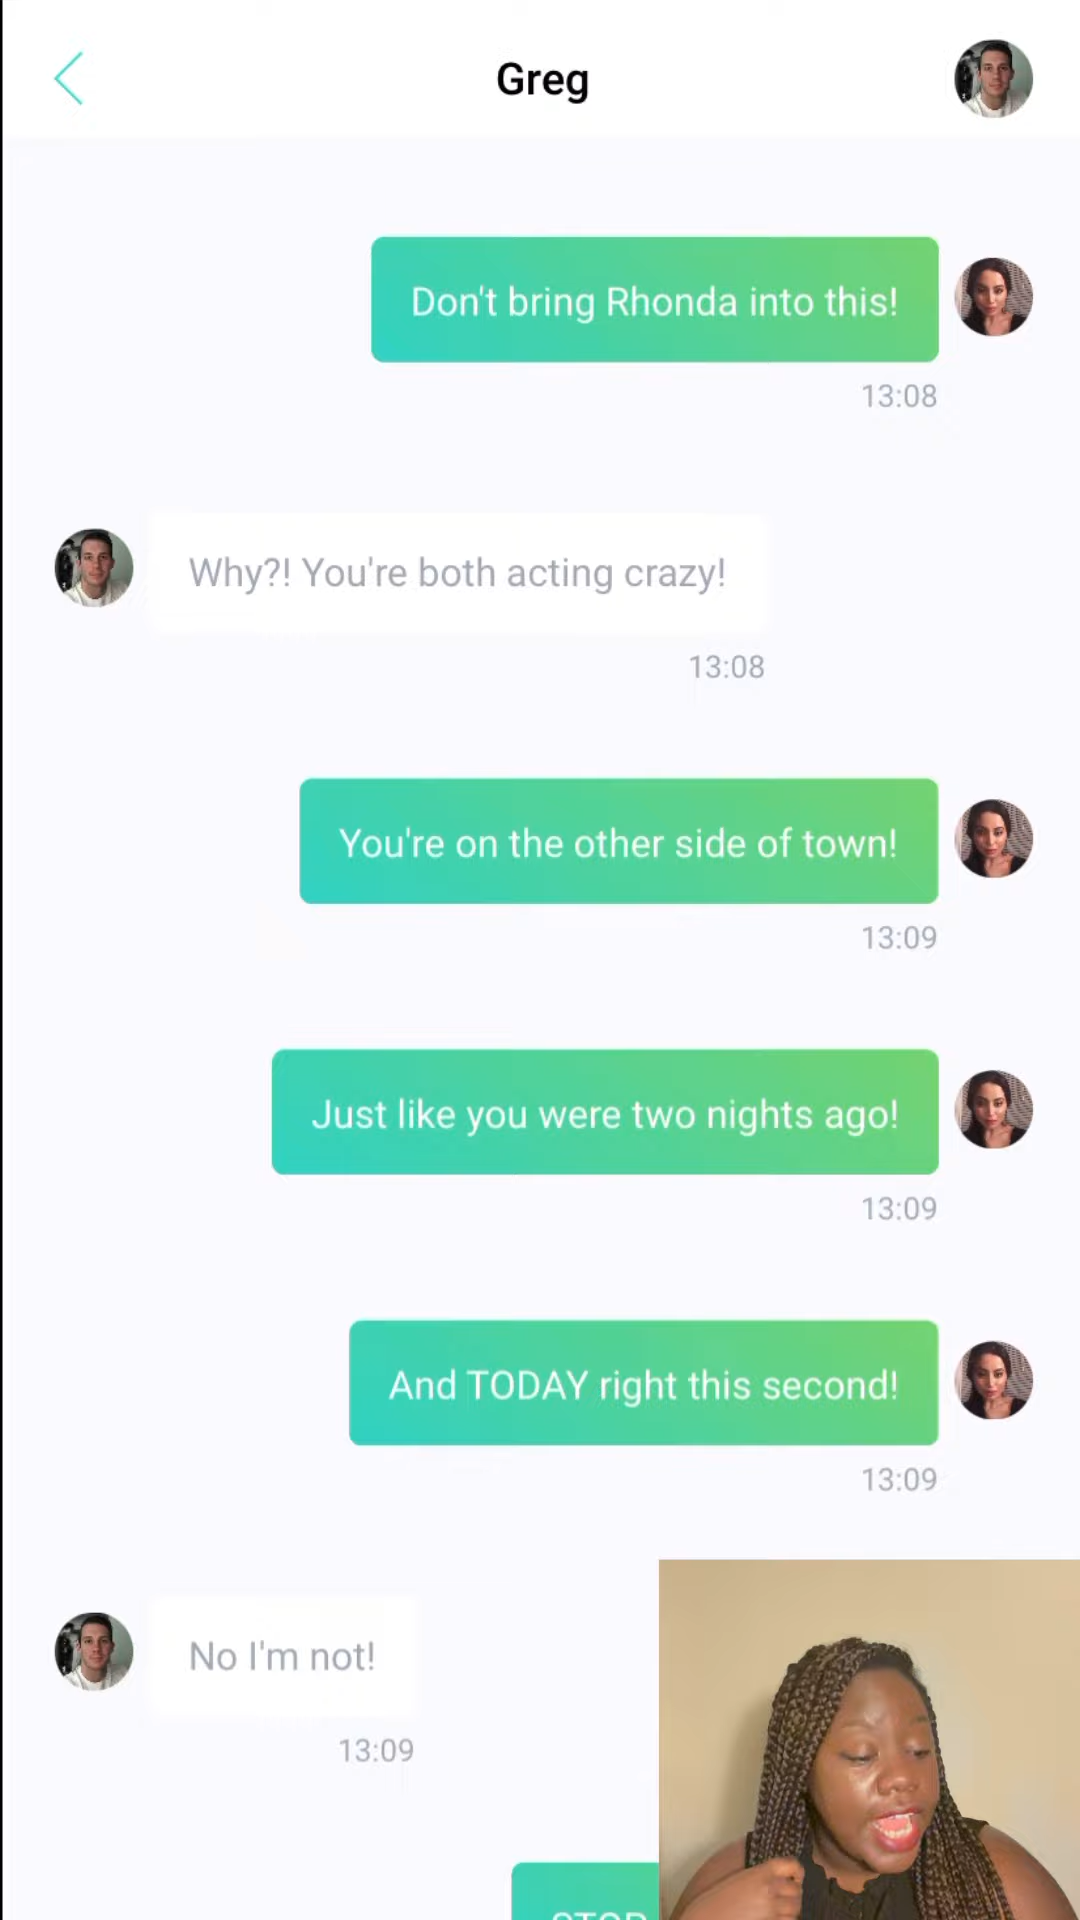 Greg
Don't bring Rhonda into this!
13:08
Why?! You're both acting crazy!
13:08
You're on the other side of town!
13:09
Just like you were two nights ago!
13:09
And TODAY right this second!
13:09
No I'm not!
13:09